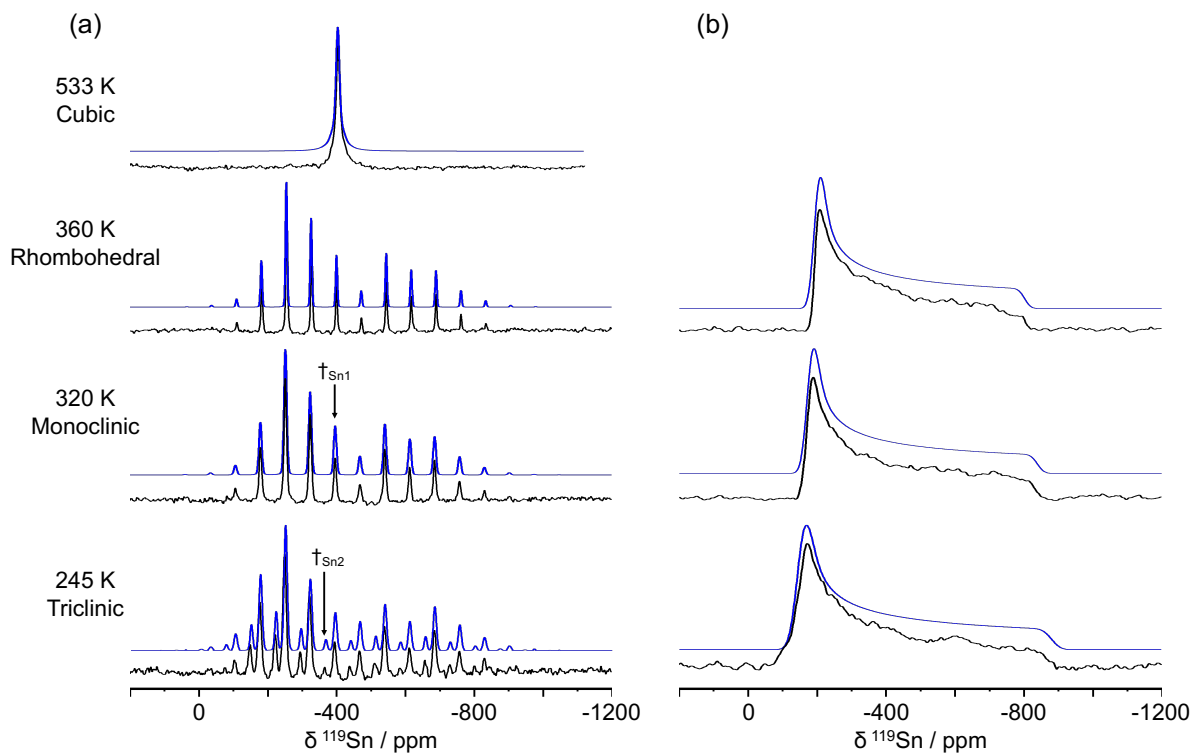 (a)
(b)
533 K
Cubic
360 K
Rhombohedral
†Sn1
320 K
Monoclinic
†Sn2
245 K
Triclinic
0 -400 -800 -1200
0 -400 -800 -1200
δ ¹¹⁹Sn / ppm
δ ¹¹⁹Sn / ppm